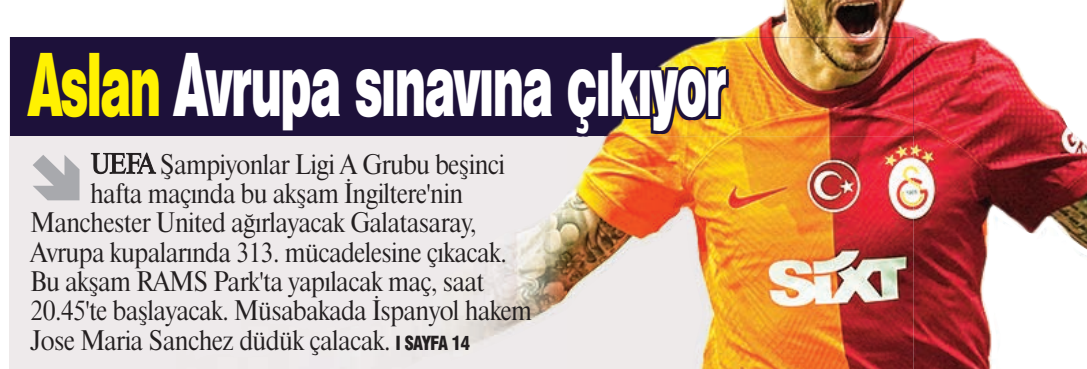 Aslan Avrupa sınavına çıkıyor
UEFA Şampiyonlar Ligi A Grubu beşinci
hafta maçında bu akşam İngiltere'nin
Manchester United ağırlayacak Galatasaray,
Avrupa kupalarında 313. mücadelesine çıkacak.
Bu akşam RAMS Park'ta yapılacak maç, saat
20.45'te başlayacak. Müsabakada İspanyol hakem
Jose Maria Sanchez düdük çalacak. I SAYFA 14
SIXT